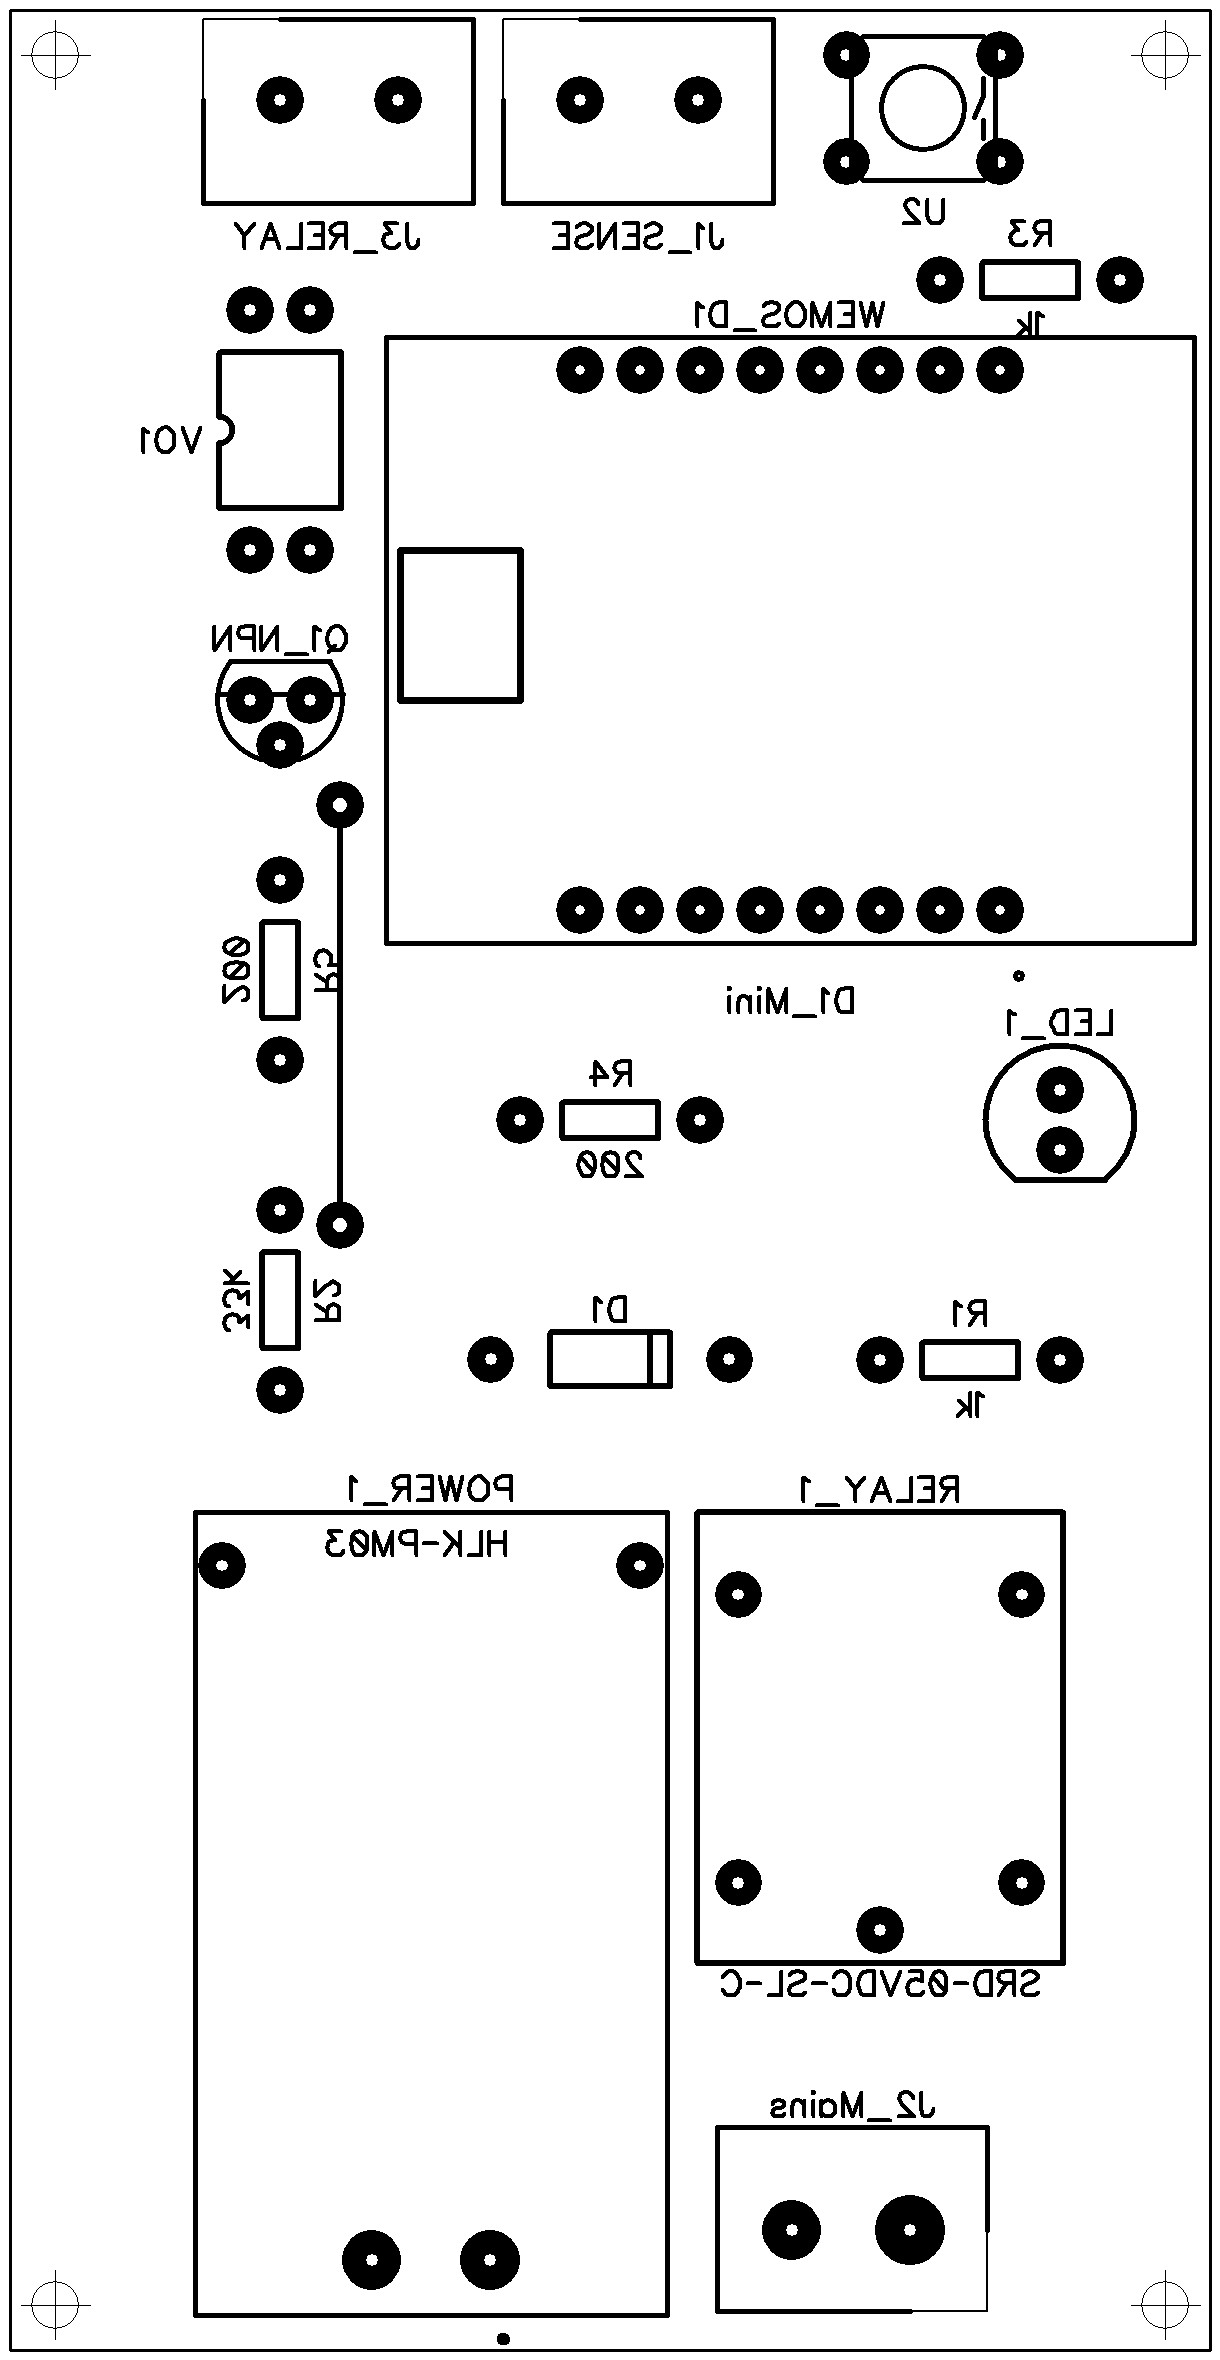 J3_RELAY
J1_SENSE
U2
R3
1k
WEMOS_D1
VO1
Q1_NPN
200
R5
D1_Mini
LED_1
R4
200
33k
R2
D1
R1
1k
POWER_1
RELAY_1
HLK-PM03
SRD-05VDC-SL-C
J2_Mains